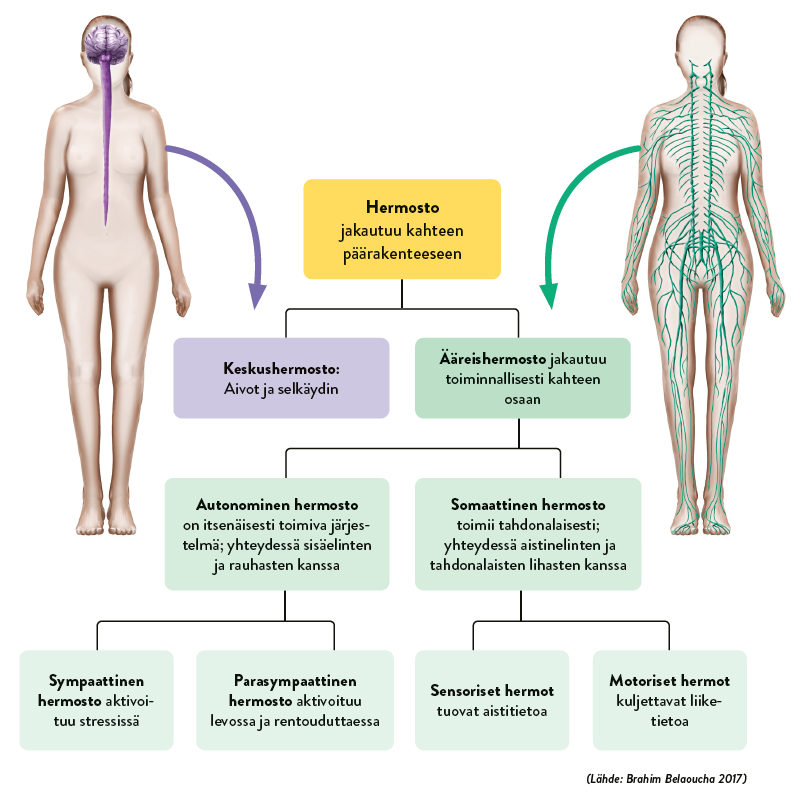 Hermosto
jakautuu kahteen
päärakenteeseen
Keskushermosto:
Aivot ja selkäydin
Ääreishermosto jakautuu
toiminnallisesti kahteen
osaan
Autonominen hermosto
on itsenäisesti toimiva järjes-
telmä; yhteydessä sisäelinten
ja rauhasten kanssa
Somaattinen hermosto
toimii tahdonalaisesti;
yhteydessä aistinelinten ja
tahdonalaisten lihasten kanssa
Sympaattinen
hermosto aktivoi-
tuu stressissä
Parasympaattinen
hermosto aktivoituu
levossa ja rentouduttaessa
Sensoriset hermot
tuovat aistitietoa
Motoriset hermot
kuljettavat liike-
tietoa
(Lähde: Brahim Belaoucha 2017)